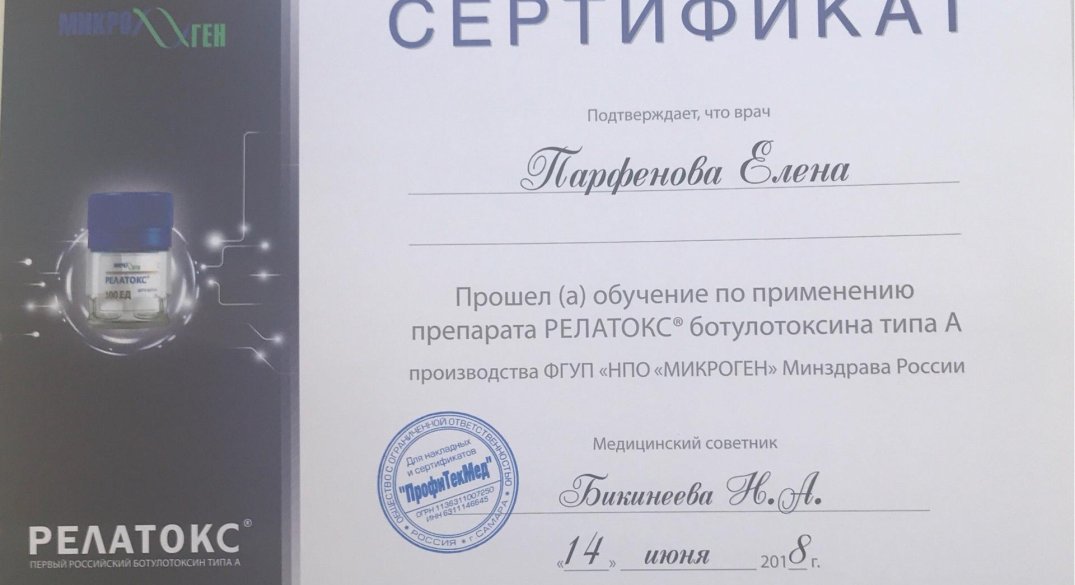 МИКРОГЕН
СЕРТИФИКАТ
Подтверждает, что врач
Парфенова Елена
Прошел (а) обучение по применению
препарата РЕЛАТОКС® ботулотоксина типа А
производства ФГУП «НПО «МИКРОГЕН» Минздрава России
МИКРОГЕН
РЕЛАТОКС®
100 ЕД
Медицинский советник
Бикинеева Н.А.
«14» июня 2018 г.
ОБЩЕСТВО С ОГРАНИЧЕННОЙ ОТВЕТСТВЕННОСТЬЮ
Для накладных
и сертификатов
"ПрофиТекМед"
ОГРН 1136311007250
ИНН 6311146645
РОССИЯ • г САМАРА
РЕЛАТОКС®
ПЕРВЫЙ РОССИЙСКИЙ БОТУЛОТОКСИН ТИПА А